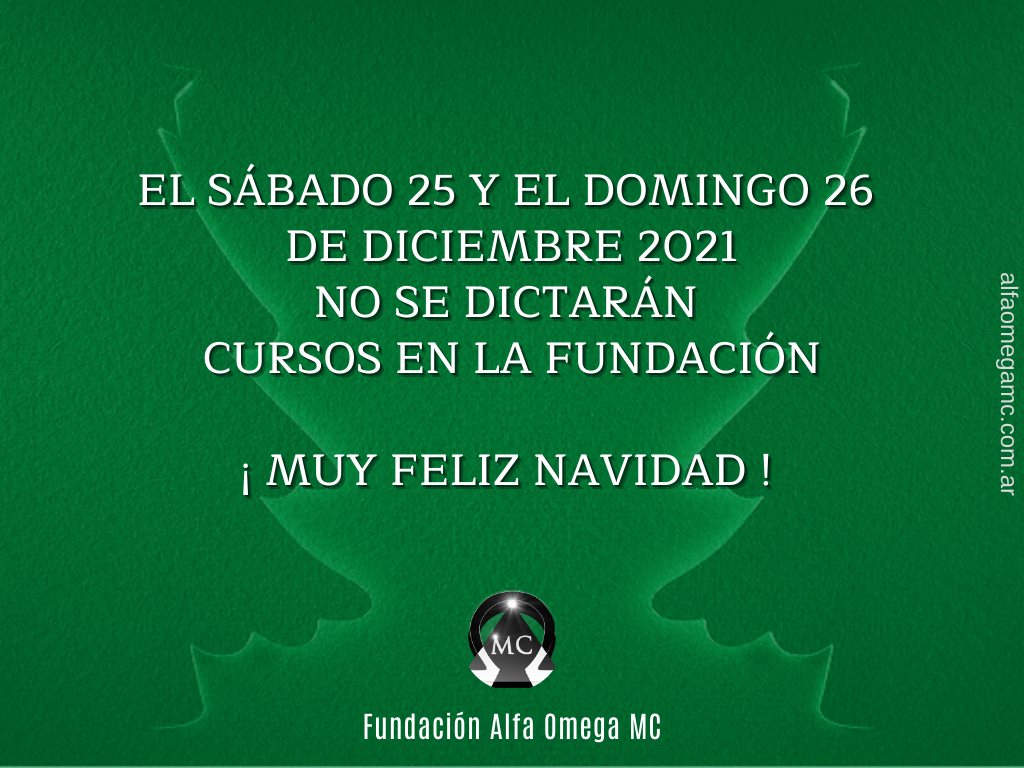 EL SÁBADO 25 Y EL DOMINGO 26
DE DICIEMBRE 2021
NO SE DICTARÁN
CURSOS EN LA FUNDACIÓN
¡ MUY FELIZ NAVIDAD !
MC
Fundación Alfa Omega MC
alfaomegamc.com.ar